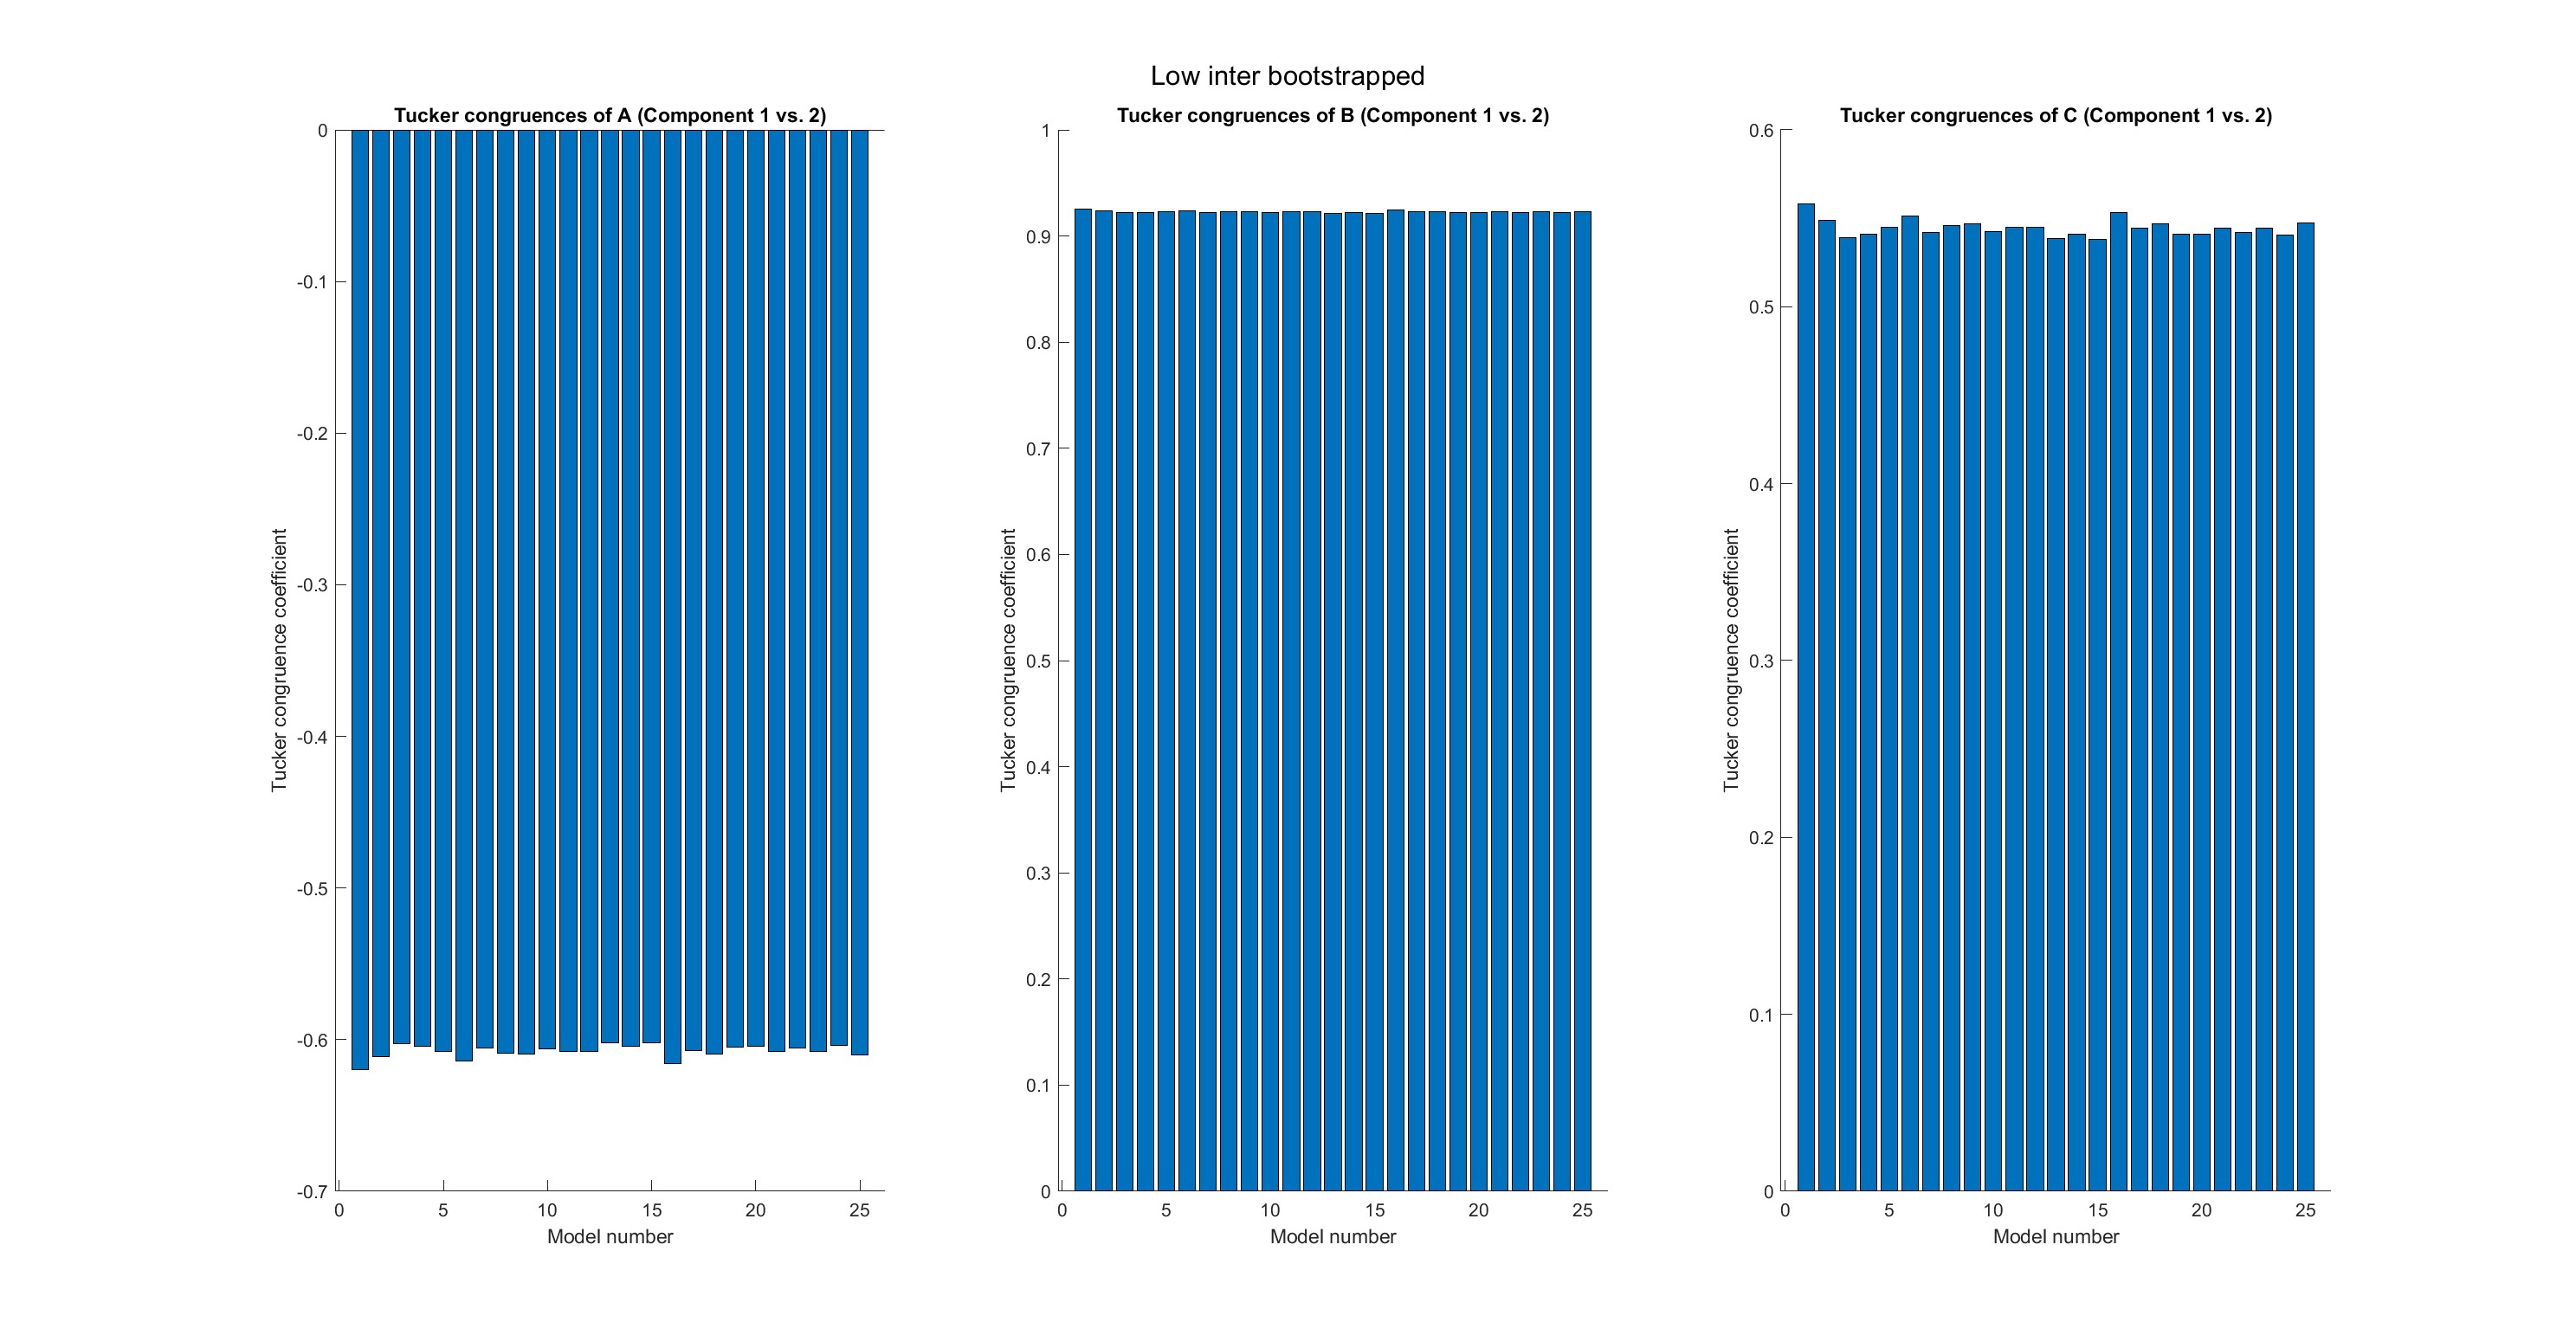 Low inter bootstrapped
Tucker congruences of A (Component 1 vs. 2)
0
-0.1
-0.2
-0.3
-0.4
-0.5
-0.6
-0.7
Tucker congruence coefficient
0 5 10 15 20 25
Model number
Tucker congruences of B (Component 1 vs. 2)
1
0.9
0.8
0.7
0.6
0.5
0.4
0.3
0.2
0.1
0
Tucker congruence coefficient
0 5 10 15 20 25
Model number
Tucker congruences of C (Component 1 vs. 2)
0.6
0.5
0.4
0.3
0.2
0.1
0
Tucker congruence coefficient
0 5 10 15 20 25
Model number